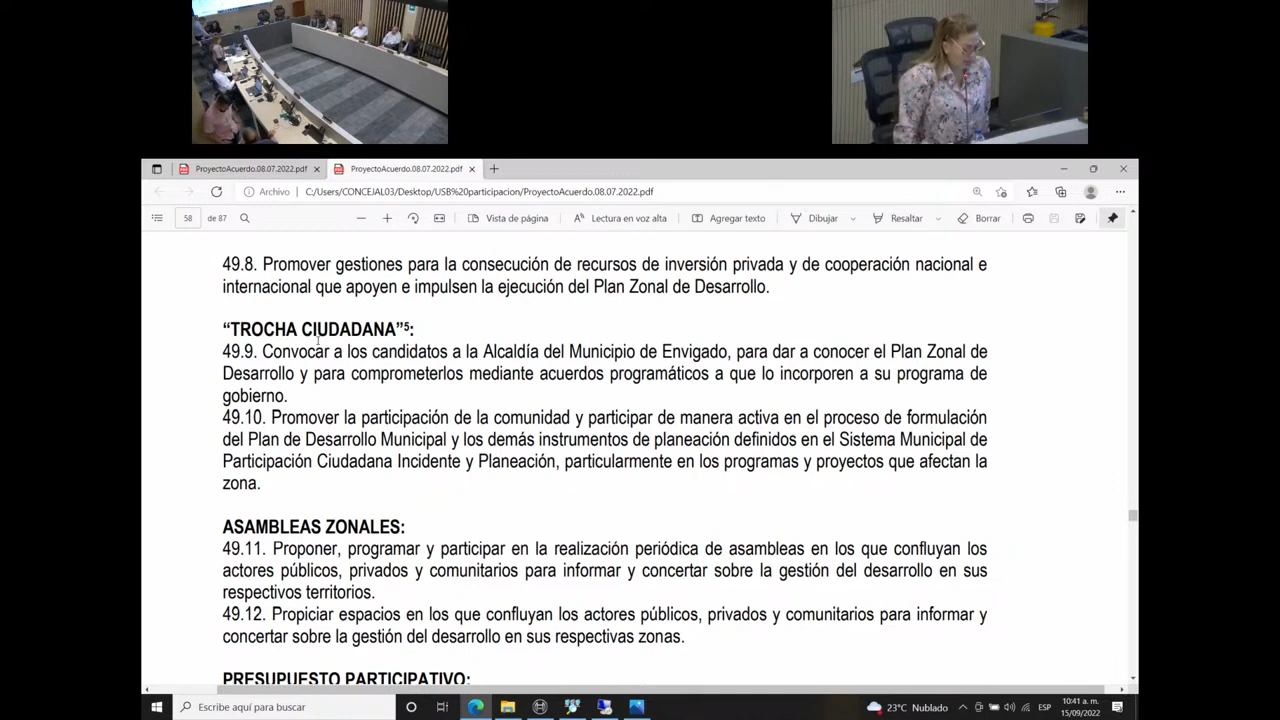 ProyectoAcuerdo.08.07.2022.pdf
ProyectoAcuerdo.08.07.2022.pdf
Archivo
C:/Users/CONCEJAL03/Desktop/USB%20participacion/ProyectoAcuerdo.08.07.2022.pdf
58 de 87
Vista de página
Lectura en voz alta
Agregar texto
Dibujar
Resaltar
Borrar
49.8. Promover gestiones para la consecución de recursos de inversión privada y de cooperación nacional e
internacional que apoyen e impulsen la ejecución del Plan Zonal de Desarrollo.
“TROCHA CIUDADANA”⁵:
49.9. Convocar a los candidatos a la Alcaldía del Municipio de Envigado, para dar a conocer el Plan Zonal de
Desarrollo y para comprometerlos mediante acuerdos programáticos a que lo incorporen a su programa de
gobierno.
49.10. Promover la participación de la comunidad y participar de manera activa en el proceso de formulación
del Plan de Desarrollo Municipal y los demás instrumentos de planeación definidos en el Sistema Municipal de
Participación Ciudadana Incidente y Planeación, particularmente en los programas y proyectos que afectan la
zona.
ASAMBLEAS ZONALES:
49.11. Proponer, programar y participar en la realización periódica de asambleas en los que confluyan los
actores públicos, privados y comunitarios para informar y concertar sobre la gestión del desarrollo en sus
respectivos territorios.
49.12. Propiciar espacios en los que confluyan los actores públicos, privados y comunitarios para informar y
concertar sobre la gestión del desarrollo en sus respectivas zonas.
PRESUPUESTO PARTICIPATIVO:
Escribe aquí para buscar
23°C Nublado
ESP
10:41 a. m.
15/09/2022